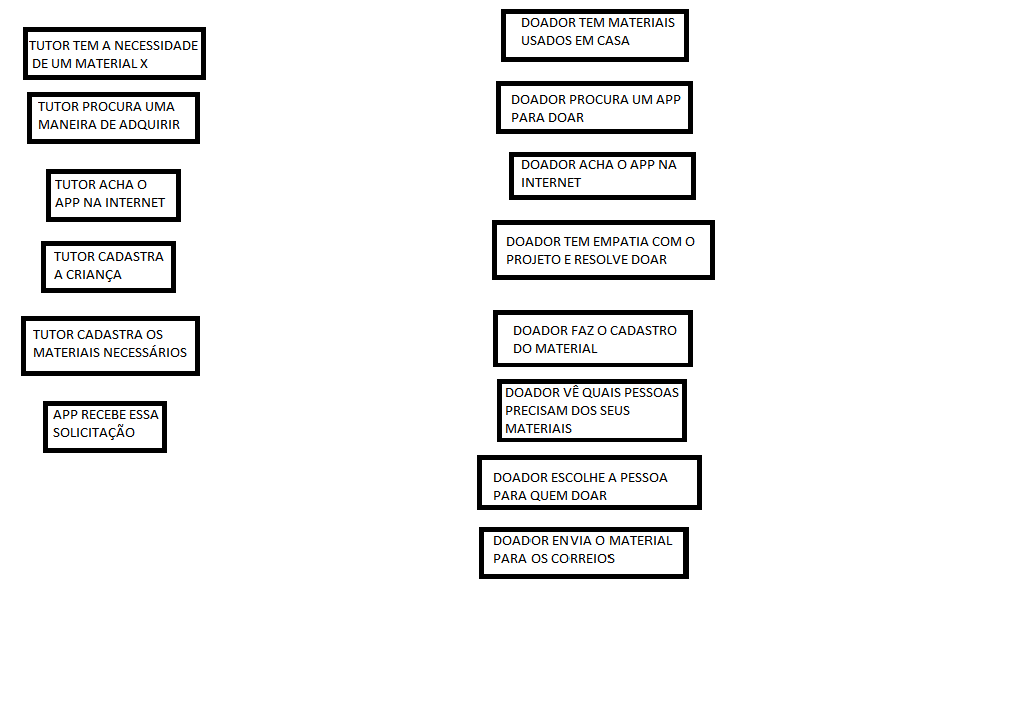 TUTOR TEM A NECESSIDADE
DE UM MATERIAL X
TUTOR PROCURA UMA
MANEIRA DE ADQUIRIR
TUTOR ACHA O
APP NA INTERNET
TUTOR CADASTRA
A CRIANÇA
TUTOR CADASTRA OS
MATERIAIS NECESSÁRIOS
APP RECEBE ESSA
SOLICITAÇÃO
DOADOR TEM MATERIAIS
USADOS EM CASA
DOADOR PROCURA UM APP
PARA DOAR
DOADOR ACHA O APP NA
INTERNET
DOADOR TEM EMPATIA COM O
PROJETO E RESOLVE DOAR
DOADOR FAZ O CADASTRO
DO MATERIAL
DOADOR VÊ QUAIS PESSOAS
PRECISAM DOS SEUS
MATERIAIS
DOADOR ESCOLHE A PESSOA
PARA QUEM DOAR
DOADOR ENVIA O MATERIAL
PARA OS CORREIOS